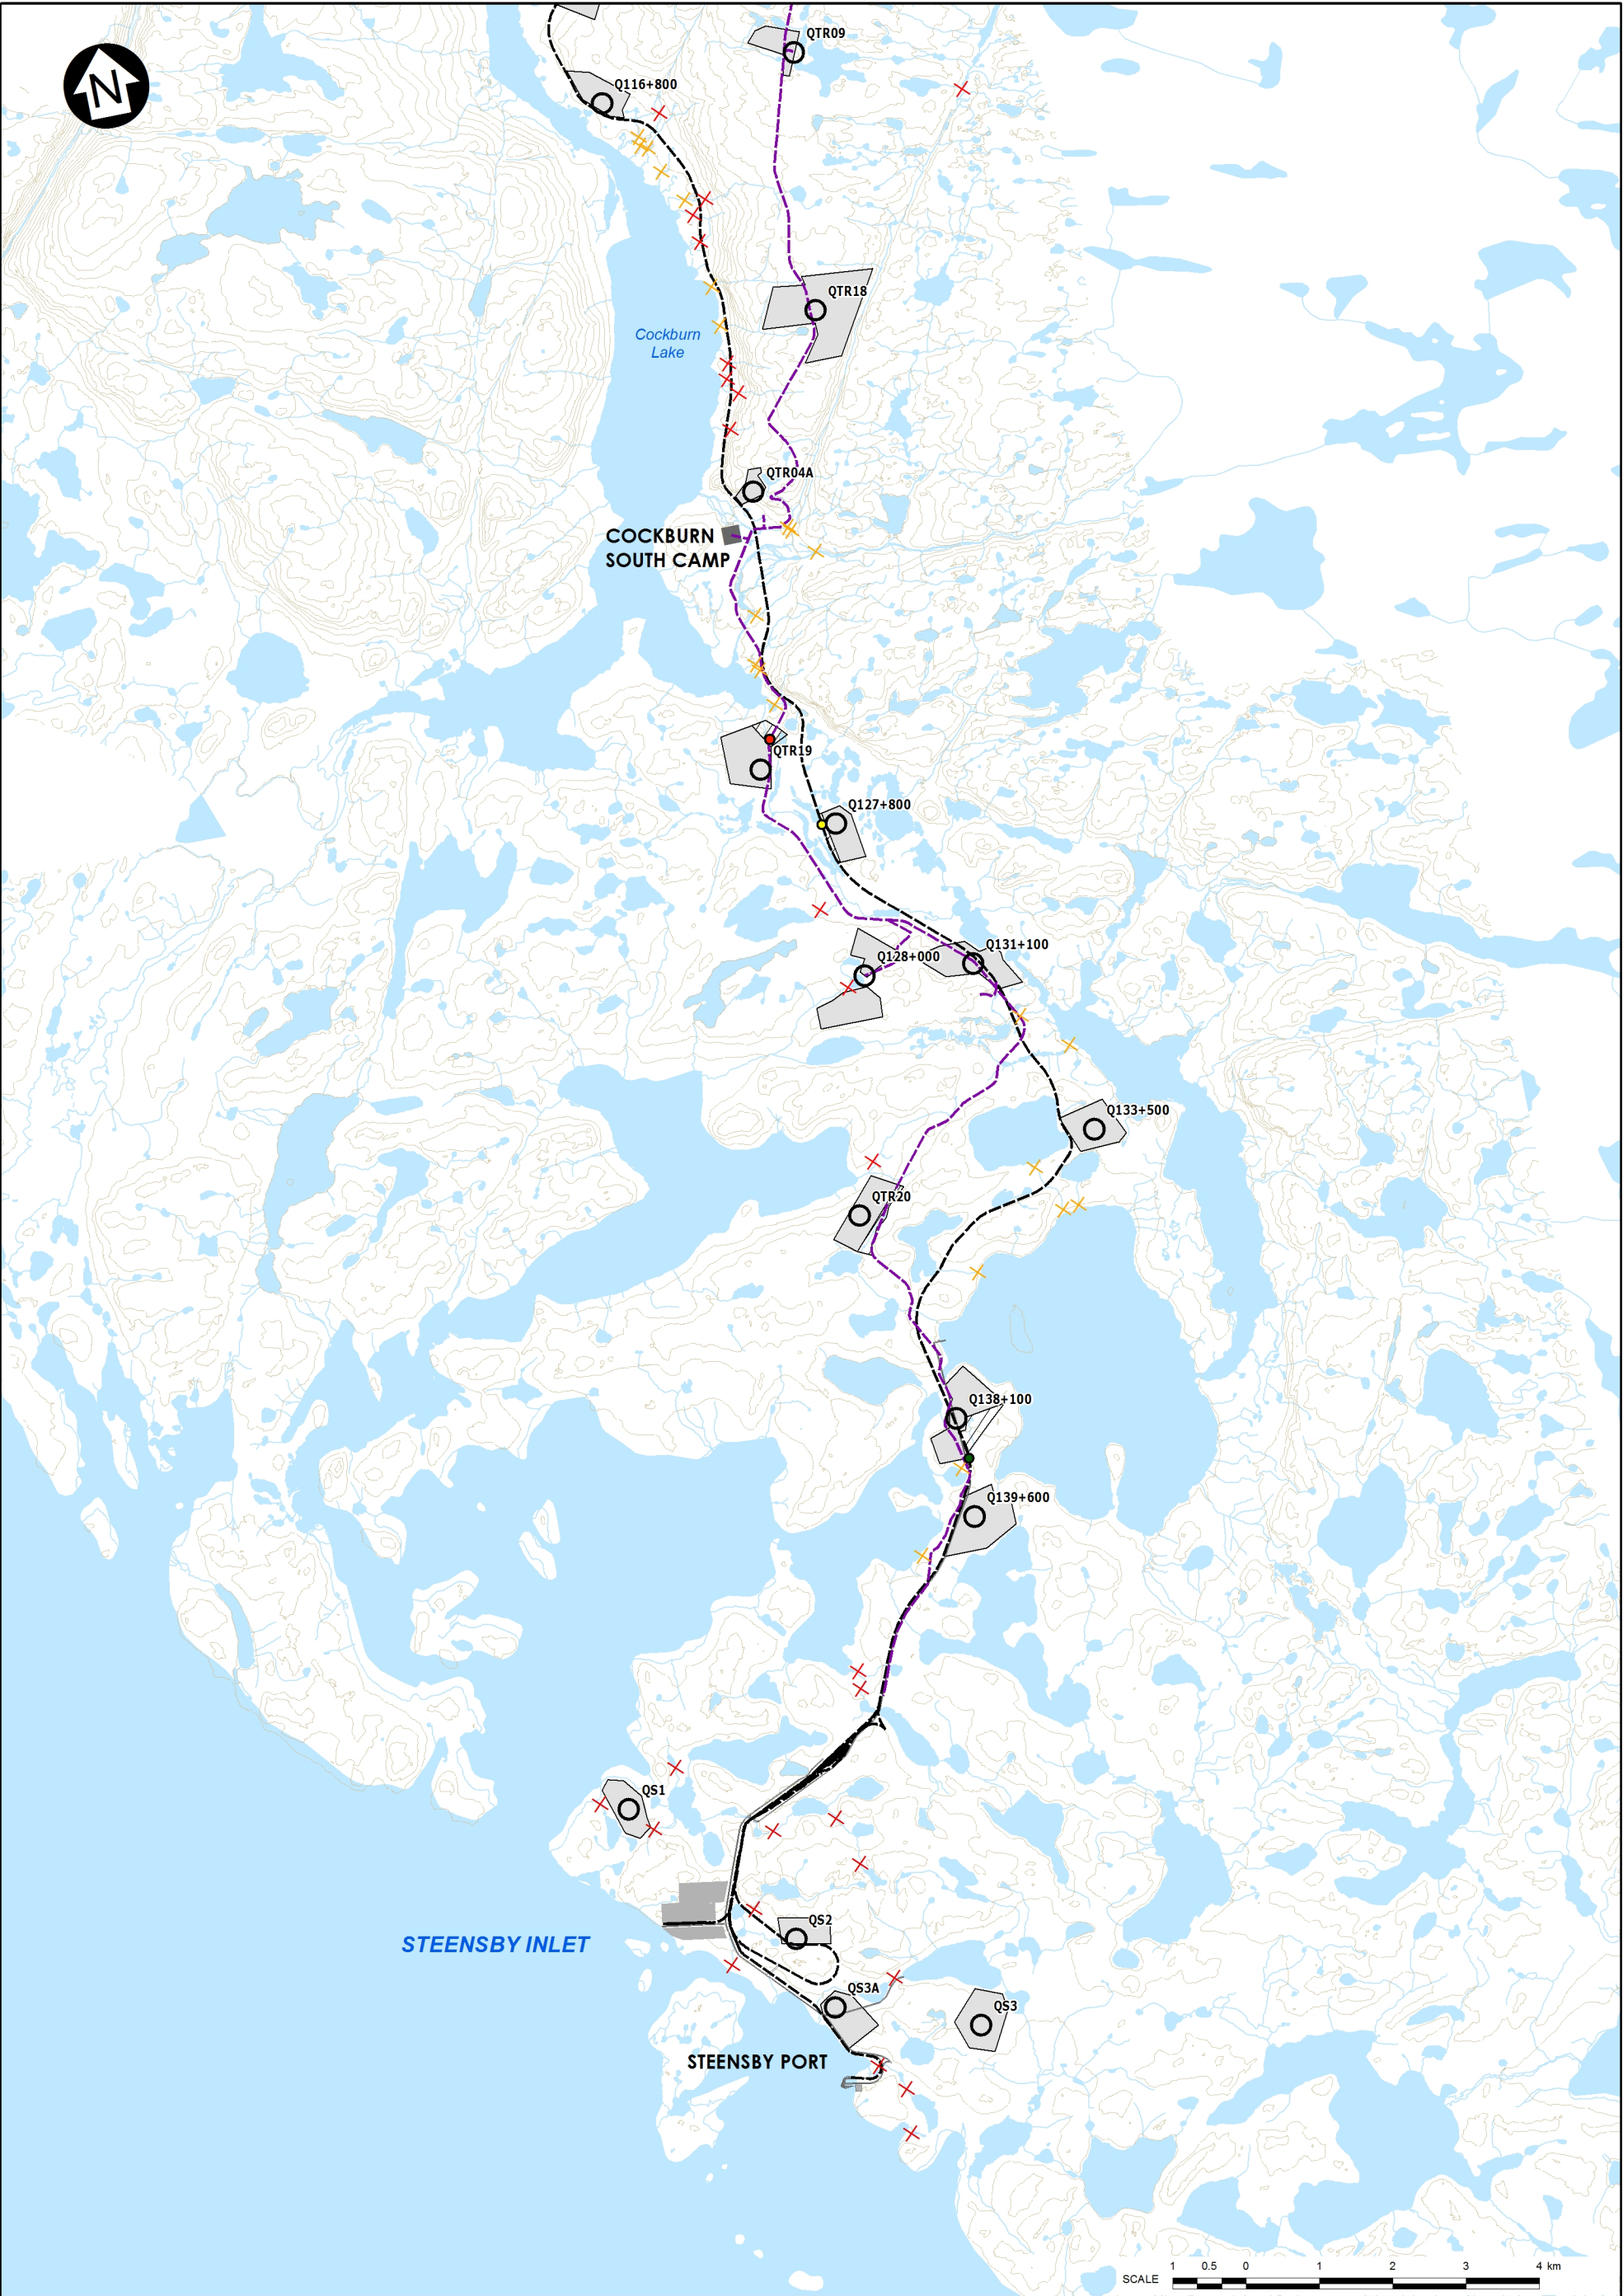 QTR09
N
Q116+800
QTR18
Cockburn
Lake
QTR04A
COCKBURN
SOUTH CAMP
QTR19
Q127+800
Q131+100
Q128+000
Q133+500
QTR20
Q138+100
Q139+600
QS1
QS2
STEENSBY INLET
QS3A
QS3
STEENSBY PORT
SCALE 1 0.5 0 1 2 3 4 km